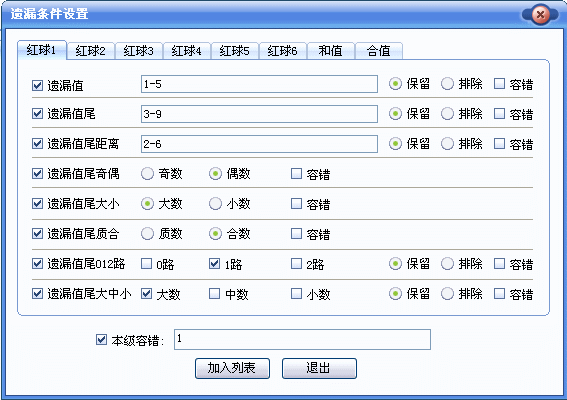 遗漏条件设置
红球1 红球2 红球3 红球4 红球5 红球6 和值 合值
遗漏值 1-5 保留 排除 容错
遗漏值尾 3-9 保留 排除 容错
遗漏值尾距离 2-6 保留 排除 容错
遗漏值尾奇偶 奇数 偶数 容错
遗漏值尾大小 大数 小数 容错
遗漏值尾质合 质数 合数 容错
遗漏值尾012路 0路 1路 2路 保留 排除 容错
遗漏值尾大中小 大数 中数 小数 保留 排除 容错
本级容错: 1
加入列表 退出